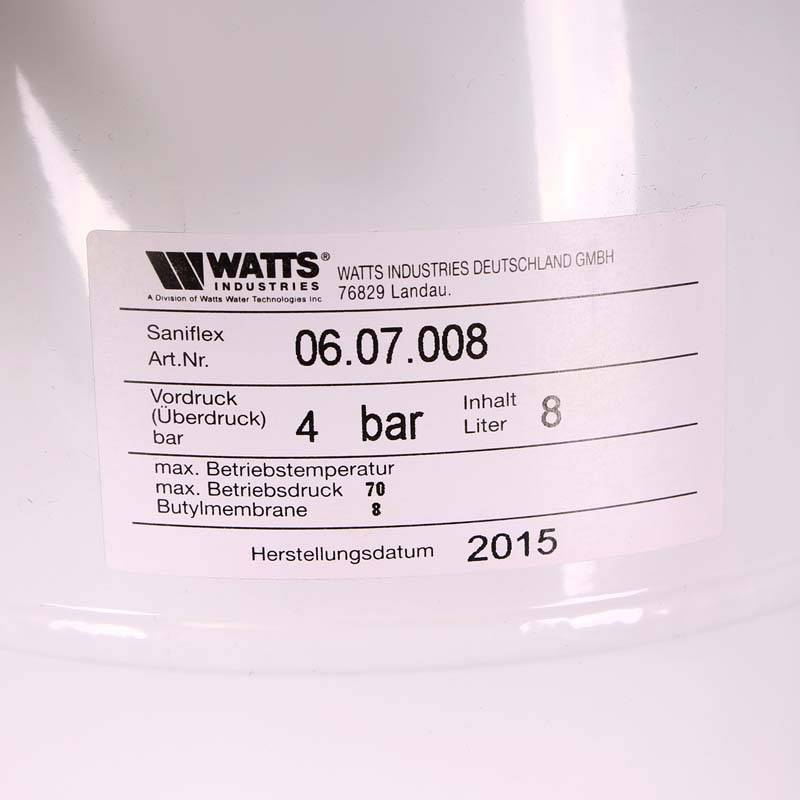 WATTS®
INDUSTRIES
A Division of Watts Water Technologies Inc
WATTS INDUSTRIES DEUTSCHLAND GMBH
76829 Landau.
Saniflex
Art.Nr.
06.07.008
Vordruck
(Überdruck)
bar
4 bar
Inhalt
Liter
8
max. Betriebstemperatur
max. Betriebsdruck 70
Butylmembrane 8
Herstellungsdatum 2015